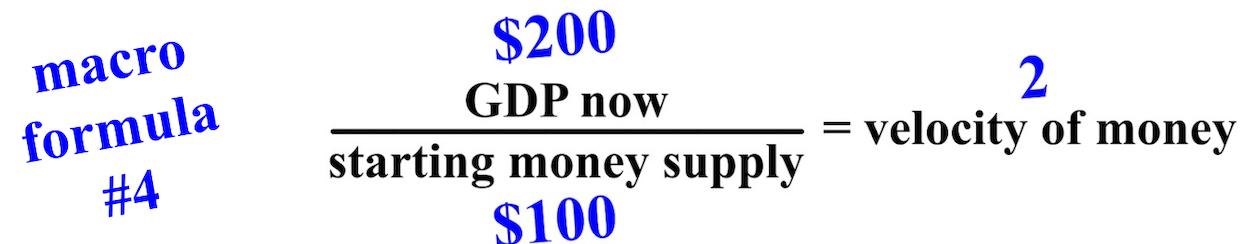 macro
formula
#4
$200
GDP now
starting money supply
$100
= velocity of money
2